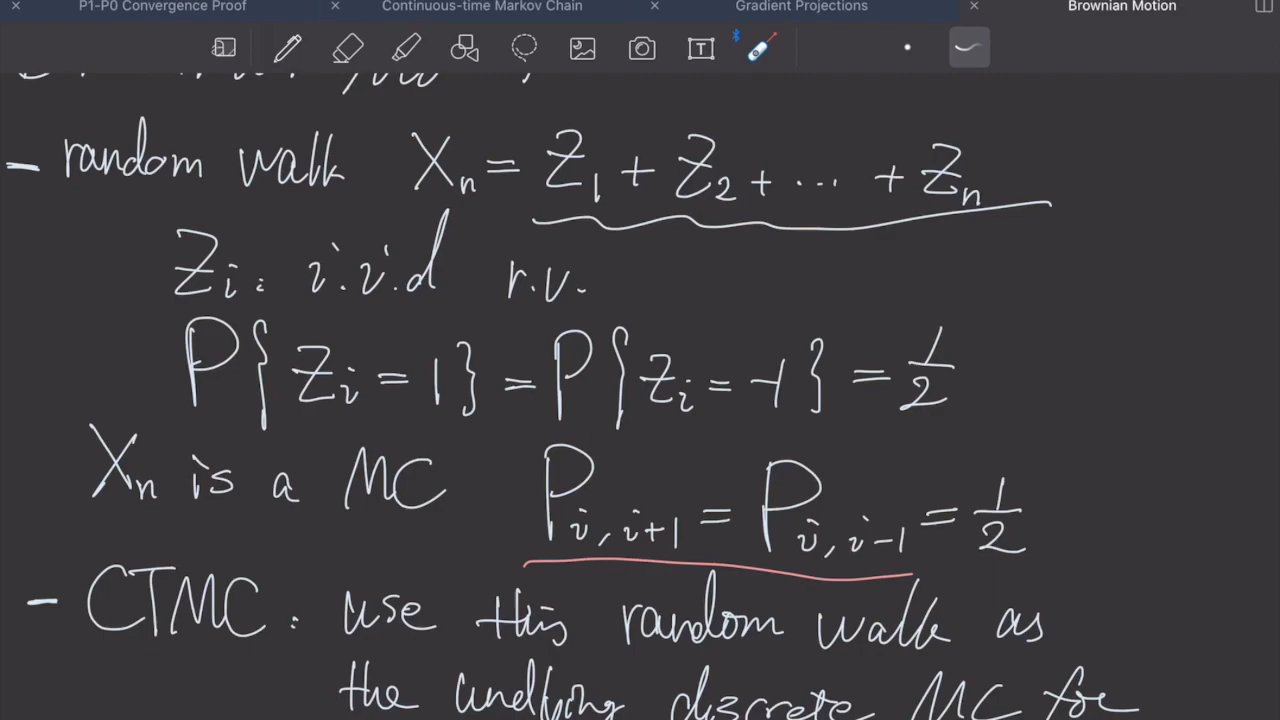 P1-P0 Convergence Proof
Continuous-time Markov Chain
Gradient Projections
Brownian Motion
- random walk Xn = Z1 + Z2 + ... + Zn
Zi: i.i.d r.v.
P{Zi = 1} = P{Zi = -1} = 1/2
Xn is a MC Pi,i+1 = Pi,i-1 = 1/2
- CTMC: use this random walk as
the undlying discrete MC for